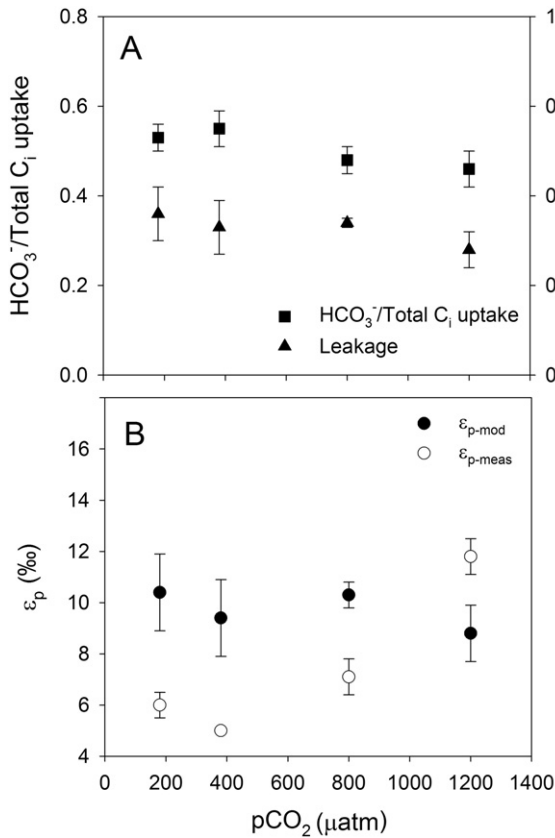 A
0.8
0.6
0.4
0.2
0.0
HCO₃⁻/Total Cᵢ uptake
1
0
0
0
0
■ HCO₃⁻/Total Cᵢ uptake
▲ Leakage
B
16
14
12
10
8
6
4
εₚ (‰)
● εp-mod
○ εp-meas
0 200 400 600 800 1000 1200 1400
pCO₂ (μatm)